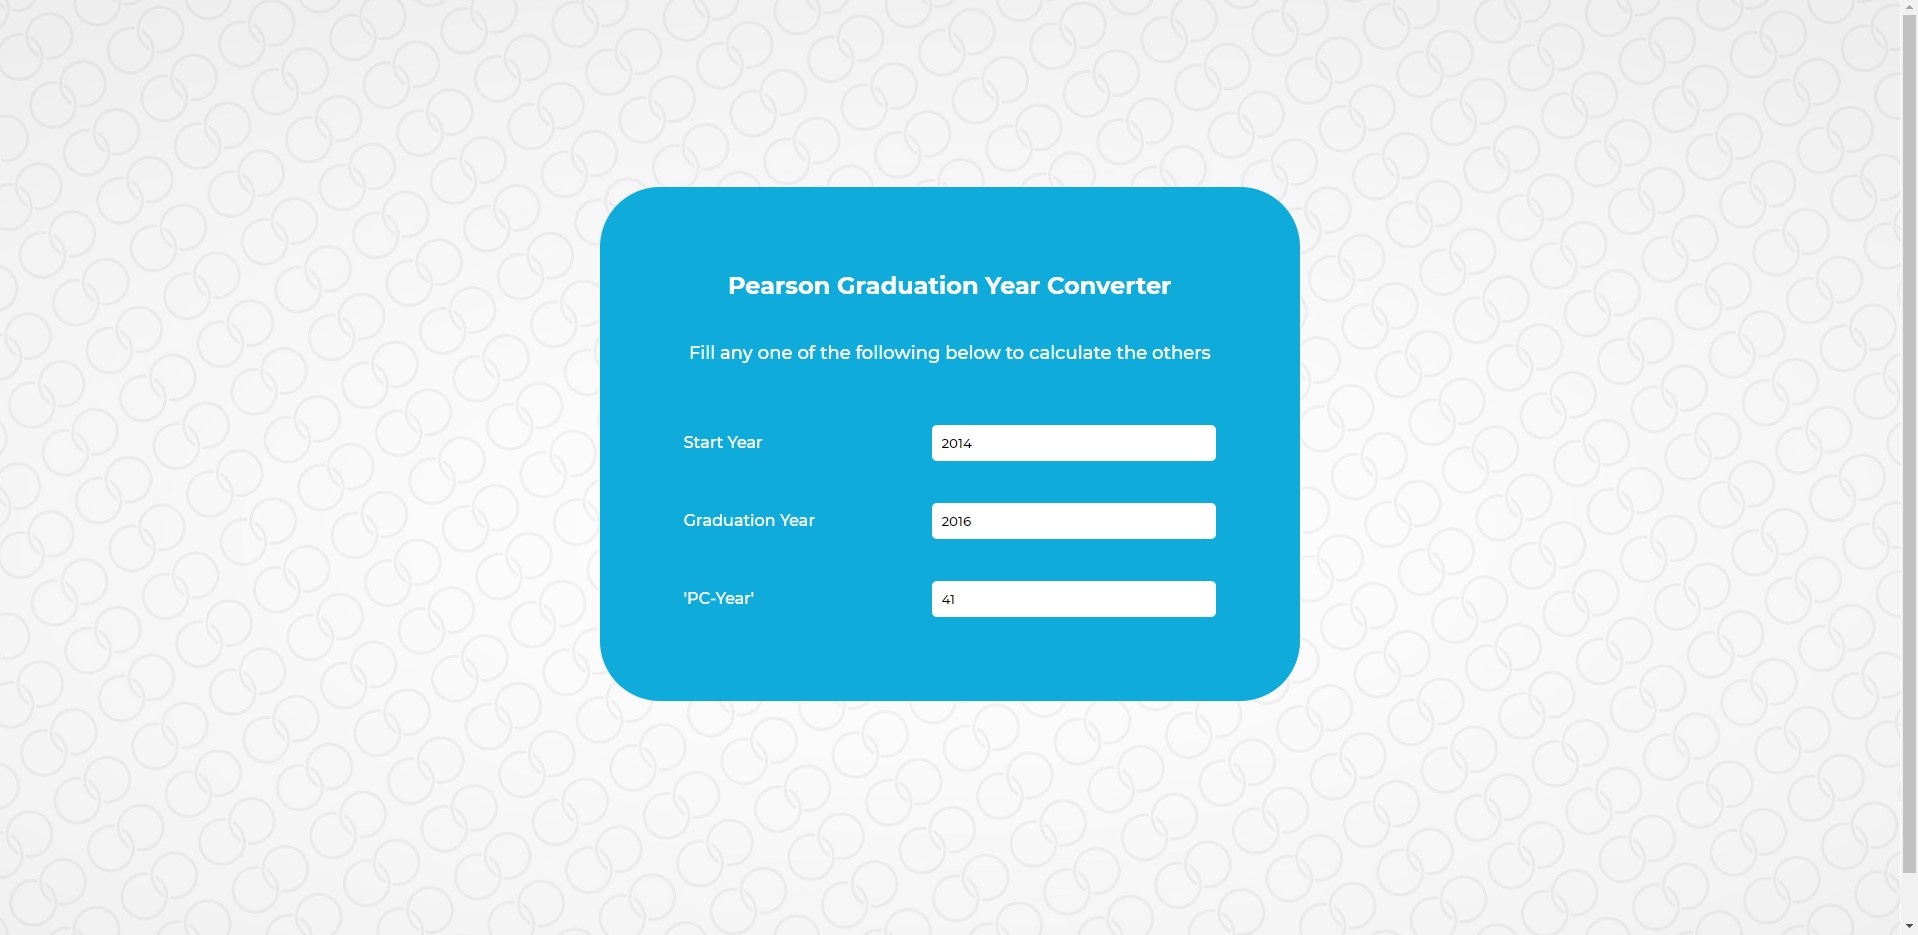 Pearson Graduation Year Converter
Fill any one of the following below to calculate the others
Start Year 2014
Graduation Year 2016
'PC-Year' 41